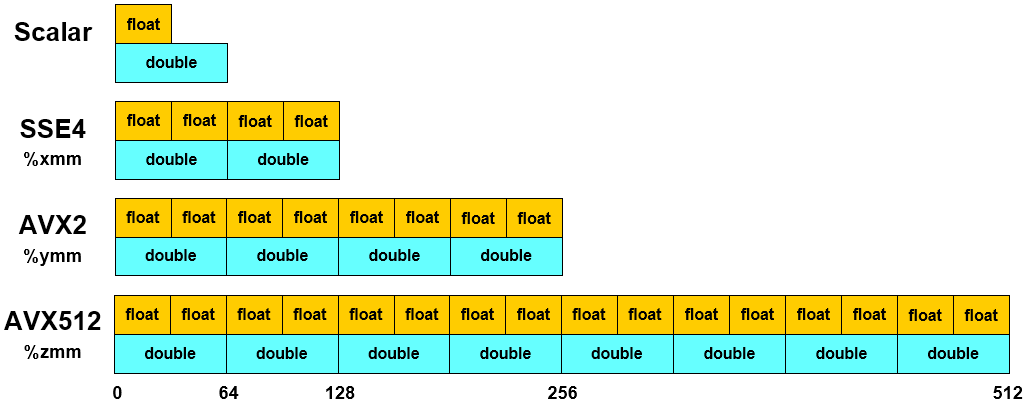 Scalar
float
double
SSE4
%xmm
float float float float
double double
AVX2
%ymm
float float float float float float float float
double double double double
AVX512
%zmm
float float float float float float float float float float float float float float float float
double double double double double double double double
0 64 128 256 512